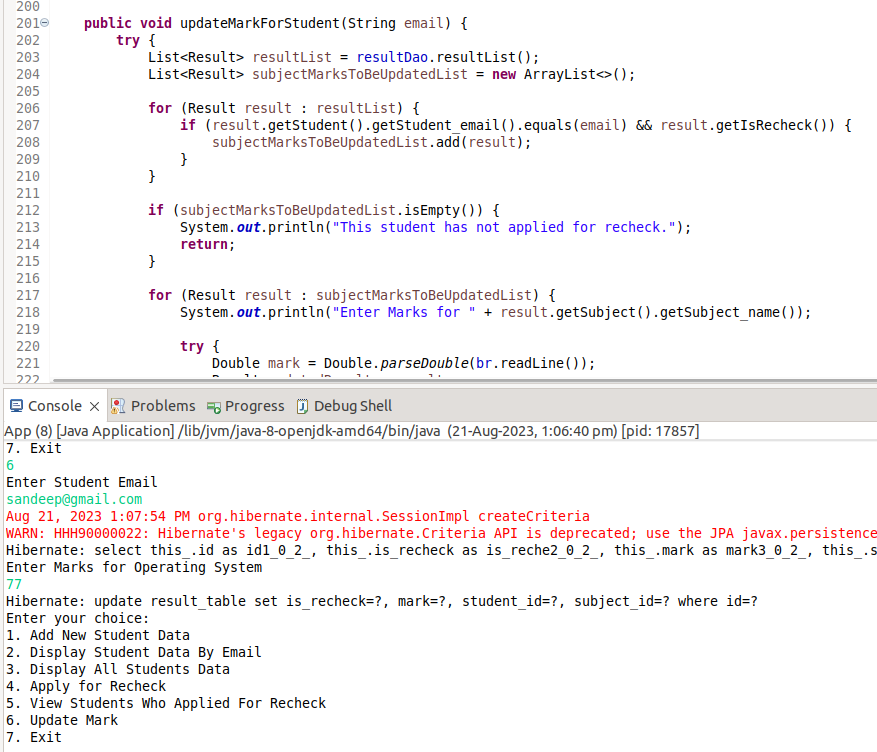 200
201 public void updateMarkForStudent(String email) {
202 try {
203 List<Result> resultList = resultDao.resultList();
204 List<Result> subjectMarksToBeUpdatedList = new ArrayList<>();
205
206 for (Result result : resultList) {
207 if (result.getStudent().getStudent_email().equals(email) && result.getIsRecheck()) {
208 subjectMarksToBeUpdatedList.add(result);
209 }
210 }
211
212 if (subjectMarksToBeUpdatedList.isEmpty()) {
213 System.out.println("This student has not applied for recheck.");
214 return;
215 }
216
217 for (Result result : subjectMarksToBeUpdatedList) {
218 System.out.println("Enter Marks for " + result.getSubject().getSubject_name());
219
220 try {
221 Double mark = Double.parseDouble(br.readLine());
222
Console Problems Progress Debug Shell
App (8) [Java Application] /lib/jvm/java-8-openjdk-amd64/bin/java (21-Aug-2023, 1:06:40 pm) [pid: 17857]
7. Exit
6
Enter Student Email
sandeep@gmail.com
Aug 21, 2023 1:07:54 PM org.hibernate.internal.SessionImpl createCriteria
WARN: HHH90000022: Hibernate's legacy org.hibernate.Criteria API is deprecated; use the JPA javax.persistence
Hibernate: select this_.id as id1_0_2_, this_.is_recheck as is_reche2_0_2_, this_.mark as mark3_0_2_, this_.s
Enter Marks for Operating System
77
Hibernate: update result_table set is_recheck=?, mark=?, student_id=?, subject_id=? where id=?
Enter your choice:
1. Add New Student Data
2. Display Student Data By Email
3. Display All Students Data
4. Apply for Recheck
5. View Students Who Applied For Recheck
6. Update Mark
7. Exit